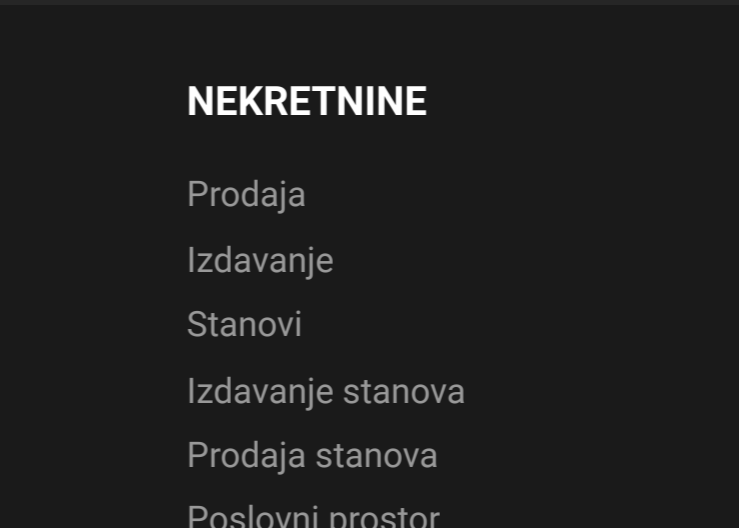 NEKRETNINE
Prodaja
Izdavanje
Stanovi
Izdavanje stanova
Prodaja stanova
Poslovni prostor